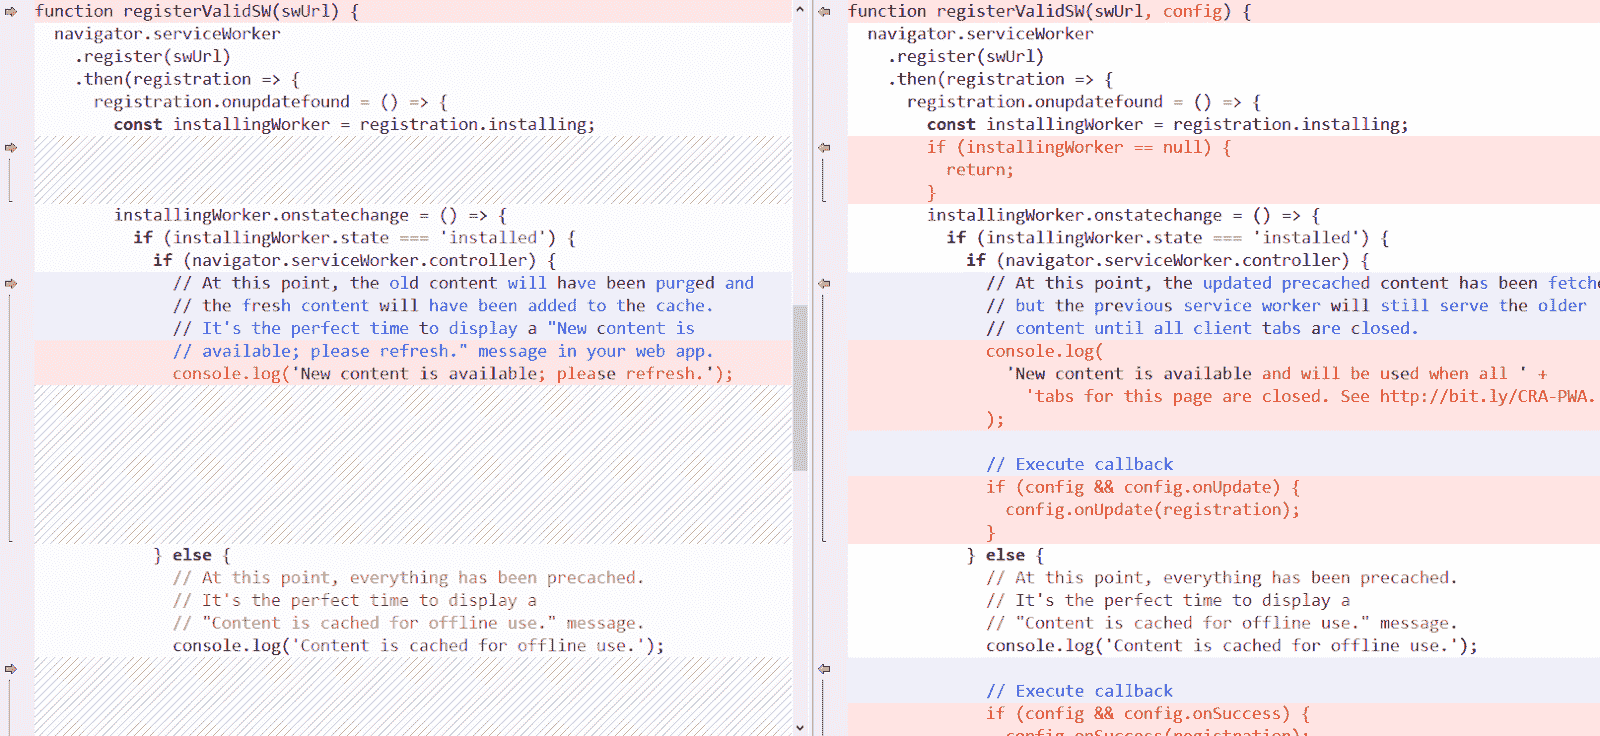 function registerValidSW(swUrl) {
navigator.serviceWorker
.register(swUrl)
.then(registration => {
registration.onupdatefound = () => {
const installingWorker = registration.installing;
installingWorker.onstatechange = () => {
if (installingWorker.state === 'installed') {
if (navigator.serviceWorker.controller) {
// At this point, the old content will have been purged and
// the fresh content will have been added to the cache.
// It's the perfect time to display a "New content is
// available; please refresh." message in your web app.
console.log('New content is available; please refresh.');
} else {
// At this point, everything has been precached.
// It's the perfect time to display a
// "Content is cached for offline use." message.
console.log('Content is cached for offline use.');
function registerValidSW(swUrl, config) {
navigator.serviceWorker
.register(swUrl)
.then(registration => {
registration.onupdatefound = () => {
const installingWorker = registration.installing;
if (installingWorker == null) {
return;
}
installingWorker.onstatechange = () => {
if (installingWorker.state === 'installed') {
if (navigator.serviceWorker.controller) {
// At this point, the updated precached content has been fetche
// but the previous service worker will still serve the older
// content until all client tabs are closed.
console.log(
'New content is available and will be used when all ' +
'tabs for this page are closed. See http://bit.ly/CRA-PWA.
);
// Execute callback
if (config && config.onUpdate) {
config.onUpdate(registration);
}
} else {
// At this point, everything has been precached.
// It's the perfect time to display a
// "Content is cached for offline use." message.
console.log('Content is cached for offline use.');
// Execute callback
if (config && config.onSuccess) {
config.onSuccess(registration);